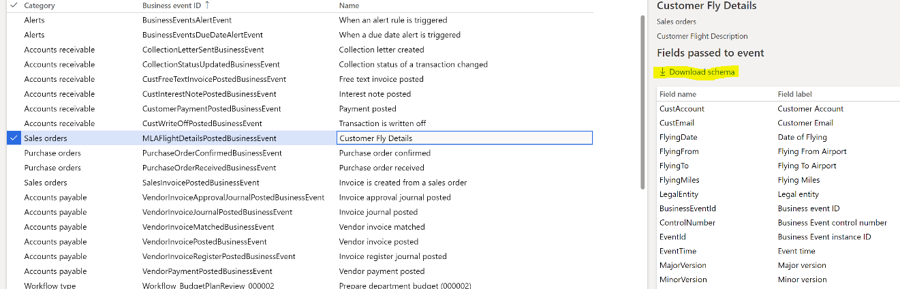 Category Business event ID ↑ Name
Alerts BusinessEventsAlertEvent When an alert rule is triggered
Alerts BusinessEventsDueDateAlertEvent When a due date alert is triggered
Accounts receivable CollectionLetterSentBusinessEvent Collection letter created
Accounts receivable CollectionStatusUpdatedBusinessEvent Collection status of a transaction changed
Accounts receivable CustFreeTextInvoicePostedBusinessEvent Free text invoice posted
Accounts receivable CustInterestNotePostedBusinessEvent Interest note posted
Accounts receivable CustomerPaymentPostedBusinessEvent Payment posted
Accounts receivable CustWriteOffPostedBusinessEvent Transaction is written off
Sales orders MLAFlightDetailsPostedBusinessEvent Customer Fly Details
Purchase orders PurchaseOrderConfirmedBusinessEvent Purchase order confirmed
Purchase orders PurchaseOrderReceivedBusinessEvent Purchase order received
Sales orders SalesInvoicePostedBusinessEvent Invoice is created from a sales order
Accounts payable VendorInvoiceApprovalJournalPostedBusinessEvent Invoice approval journal posted
Accounts payable VendorInvoiceJournalPostedBusinessEvent Invoice journal posted
Accounts payable VendorInvoiceMatchedBusinessEvent Vendor invoice matched
Accounts payable VendorInvoicePostedBusinessEvent Vendor invoice posted
Accounts payable VendorInvoiceRegisterPostedBusinessEvent Invoice register journal posted
Accounts payable VendorPaymentPostedBusinessEvent Vendor payment posted
Workflow type Workflow_BudgetPlanReview_000002 Prepare department budget (000002)
Customer Fly Details
Sales orders
Customer Flight Description
Fields passed to event
Download schema
Field name Field label
CustAccount Customer Account
CustEmail Customer Email
FlyingDate Date of Flying
FlyingFrom Flying From Airport
FlyingTo Flying To Airport
FlyingMiles Flying Miles
LegalEntity Legal entity
BusinessEventId Business event ID
ControlNumber Business Event control number
EventId Business Event instance ID
EventTime Event time
MajorVersion Major version
MinorVersion Minor version